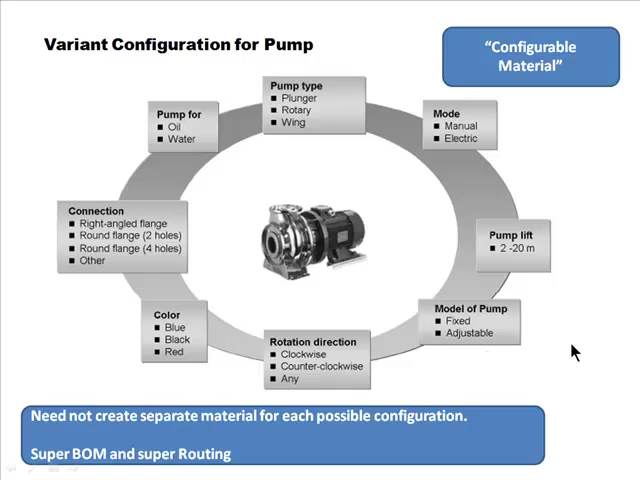 Variant Configuration for Pump
“Configurable
Material”
Pump type
Plunger
Rotary
Wing
Pump for
Oil
Water
Mode
Manual
Electric
Connection
Right-angled flange
Round flange (2 holes)
Round flange (4 holes)
Other
Pump lift
2 -20 m
Color
Blue
Black
Red
Model of Pump
Fixed
Adjustable
Rotation direction
Clockwise
Counter-clockwise
Any
Need not create separate material for each possible configuration.
Super BOM and super Routing